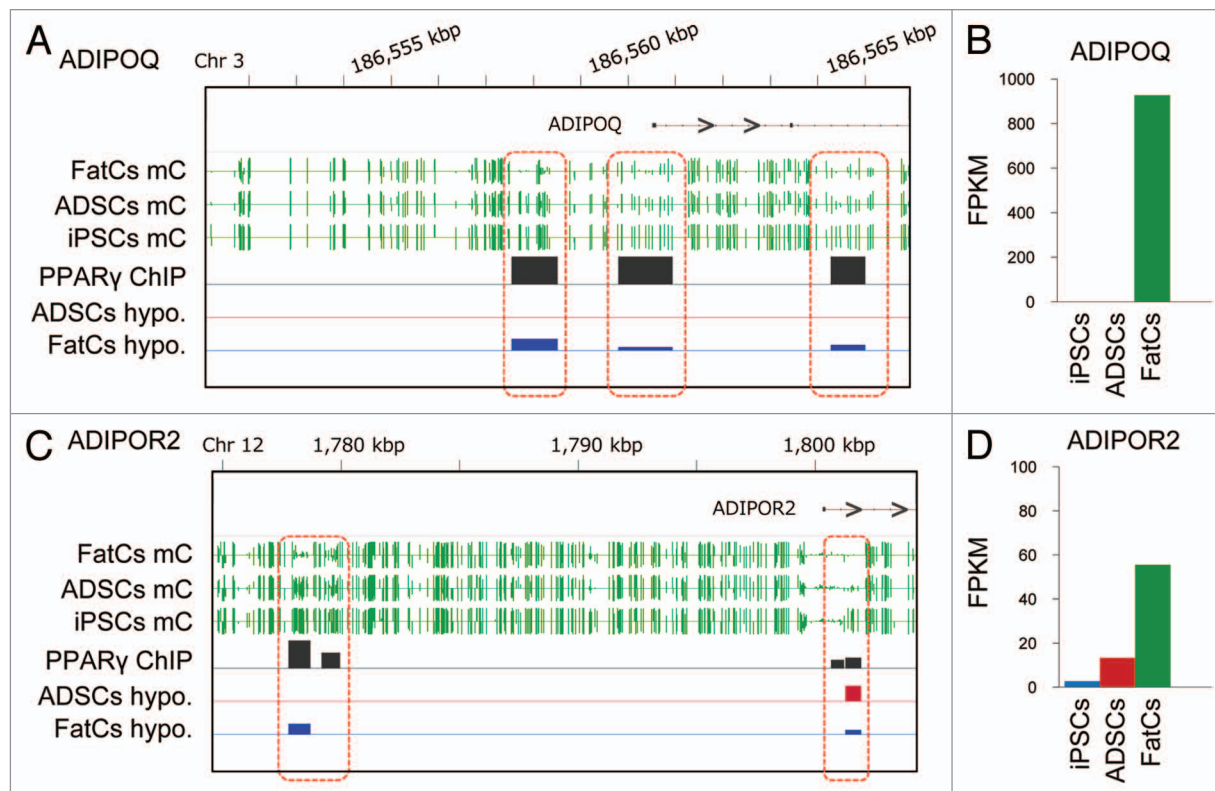 A
ADIPOQ
Chr 3
186,555 kbp
186,560 kbp
186,565 kbp
ADIPOQ
FatCs mC
ADSCs mC
iPSCs mC
PPARγ ChIP
ADSCs hypo.
FatCs hypo.
B
ADIPOQ
FPKM
1000
800
600
400
200
0
iPSCs
ADSCs
FatCs
C
ADIPOR2
Chr 12
1,780 kbp
1,790 kbp
1,800 kbp
ADIPOR2
FatCs mC
ADSCs mC
iPSCs mC
PPARγ ChIP
ADSCs hypo.
FatCs hypo.
D
ADIPOR2
FPKM
100
80
60
40
20
0
iPSCs
ADSCs
FatCs